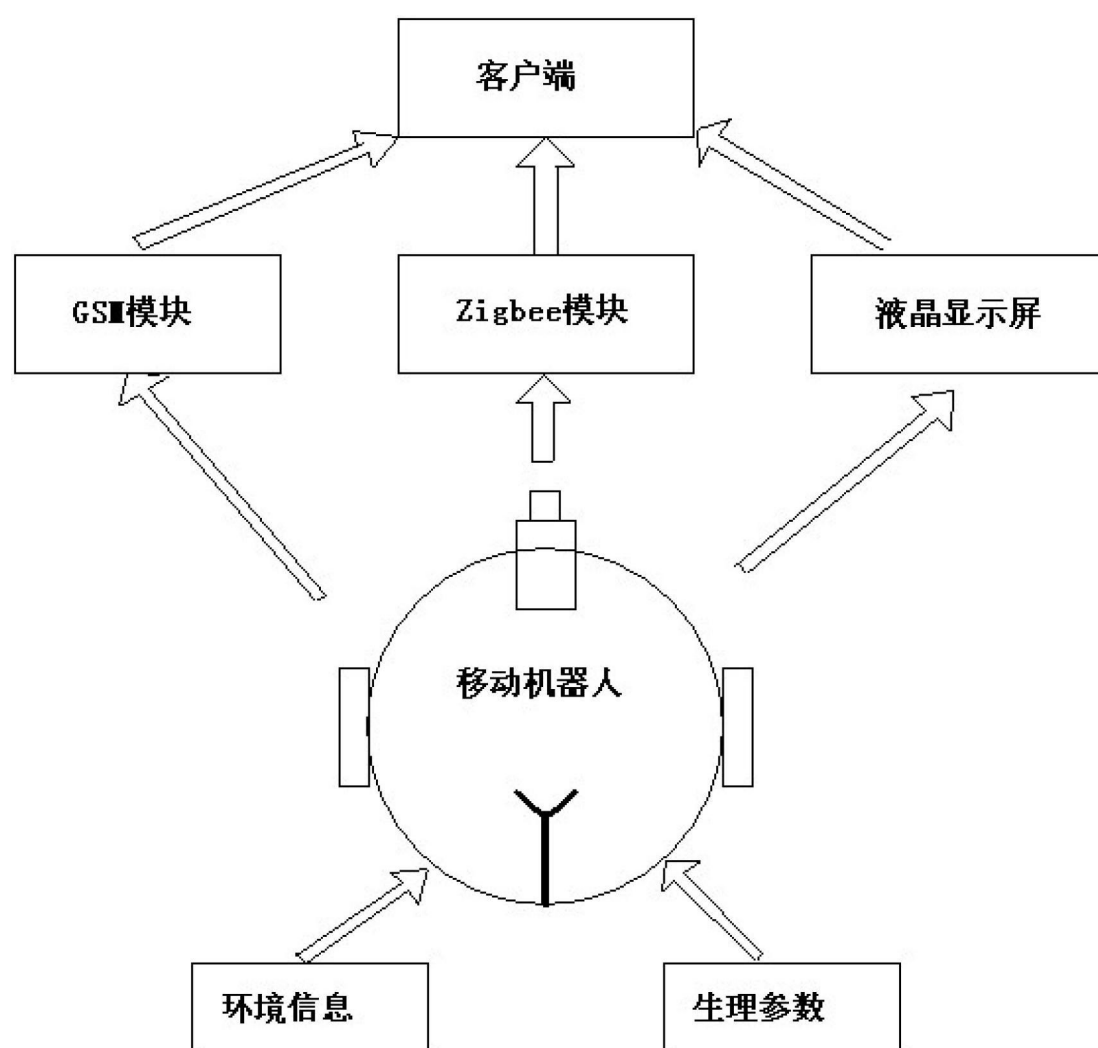 客户端
GSM模块
Zigbee模块
液晶显示屏
移动机器人
环境信息
生理参数